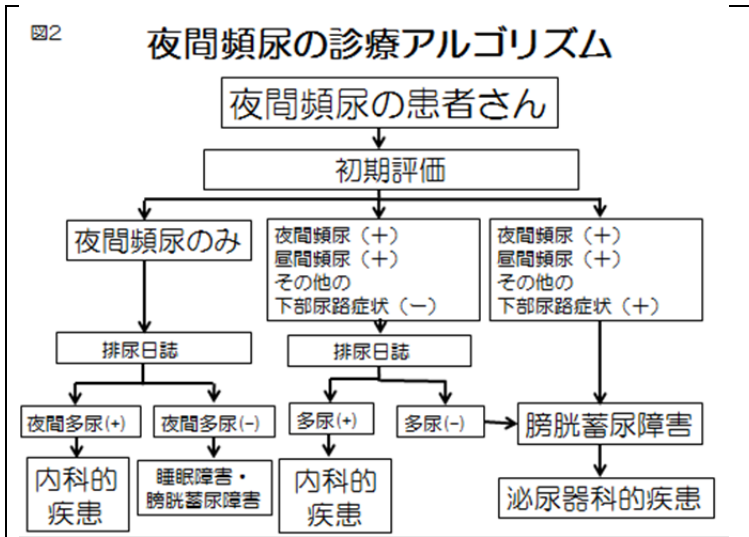 図2
夜間頻尿の診療アルゴリズム
夜間頻尿の患者さん
初期評価
夜間頻尿のみ
夜間頻尿（＋）
昼間頻尿（＋）
その他の
下部尿路症状（－）
夜間頻尿（＋）
昼間頻尿（＋）
その他の
下部尿路症状（＋）
排尿日誌
排尿日誌
夜間多尿(+)
夜間多尿(-)
多尿(+)
多尿(-)
膀胱蓄尿障害
内科的
疾患
睡眠障害・
膀胱蓄尿障害
内科的
疾患
泌尿器科的疾患